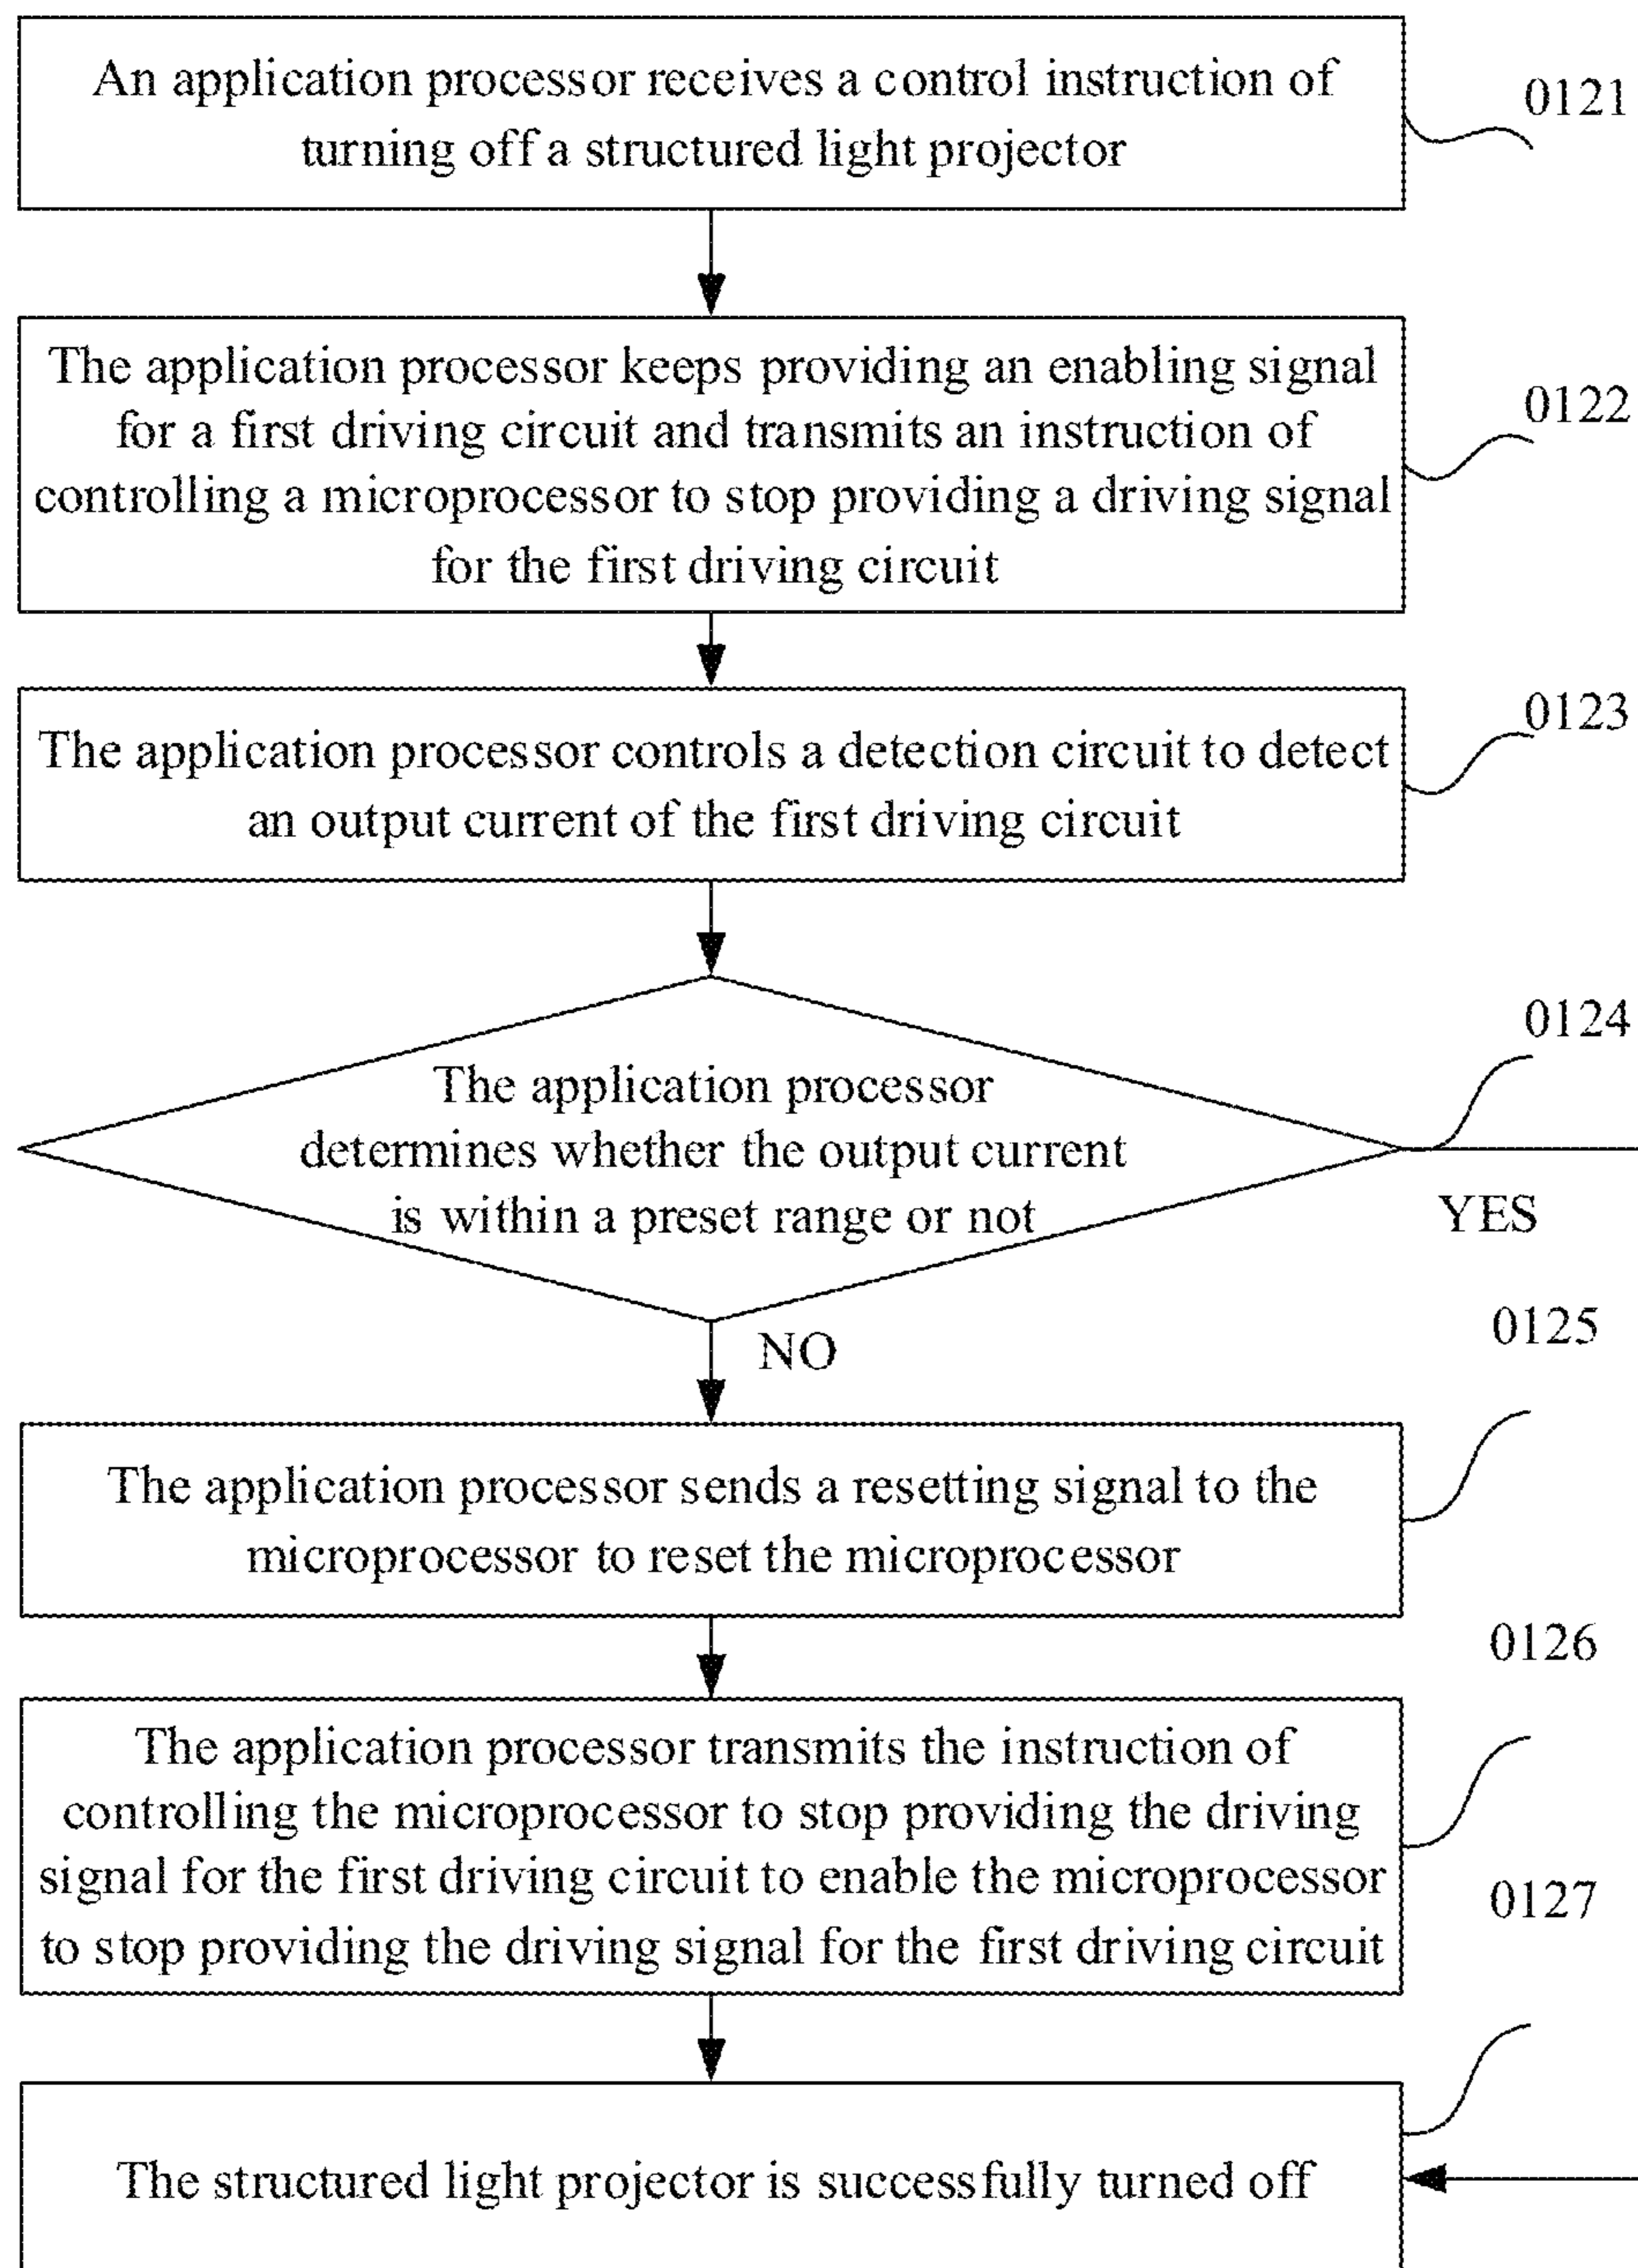 An application processor receives a control instruction of
turning off a structured light projector
0121
The application processor keeps providing an enabling signal
for a first driving circuit and transmits an instruction of
controlling a microprocessor to stop providing a driving signal
for the first driving circuit
0122
The application processor controls a detection circuit to detect
an output current of the first driving circuit
0123
The application processor
determines whether the output current
is within a preset range or not
0124
YES
NO
0125
The application processor sends a resetting signal to the
microprocessor to reset the microprocessor
0126
The application processor transmits the instruction of
controlling the microprocessor to stop providing the driving
signal for the first driving circuit to enable the microprocessor
to stop providing the driving signal for the first driving circuit
0127
The structured light projector is successfully turned off